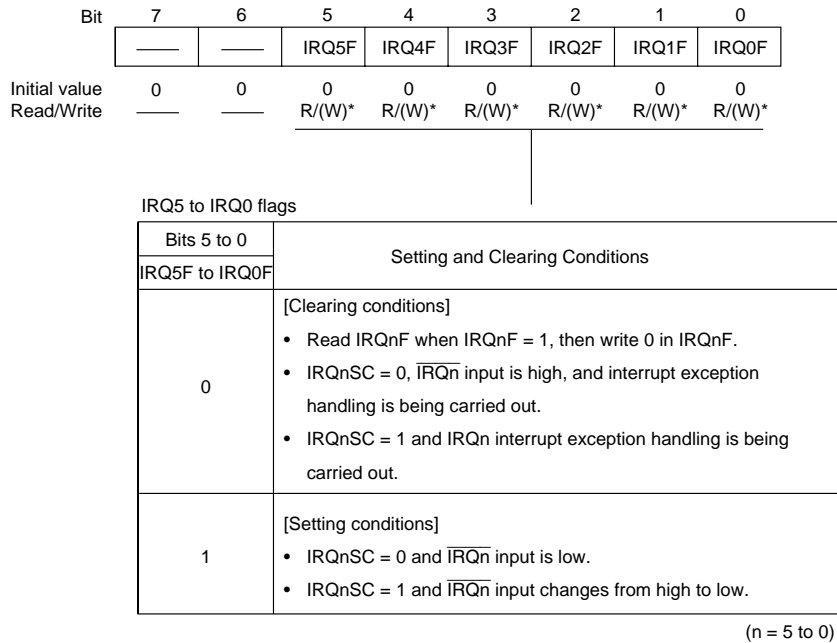 Bit 7 6 5 4 3 2 1 0
—— —— IRQ5F IRQ4F IRQ3F IRQ2F IRQ1F IRQ0F
Initial value 0 0 0 0 0 0 0 0
Read/Write —— —— R/(W)* R/(W)* R/(W)* R/(W)* R/(W)* R/(W)*
IRQ5 to IRQ0 flags
Bits 5 to 0
IRQ5F to IRQ0F
Setting and Clearing Conditions
0
[Clearing conditions]
• Read IRQnF when IRQnF = 1, then write 0 in IRQnF.
• IRQnSC = 0, I̅R̅Q̅n̅ input is high, and interrupt exception
handling is being carried out.
• IRQnSC = 1 and IRQn interrupt exception handling is being
carried out.
1
[Setting conditions]
• IRQnSC = 0 and I̅R̅Q̅n̅ input is low.
• IRQnSC = 1 and I̅R̅Q̅n̅ input changes from high to low.
(n = 5 to 0)